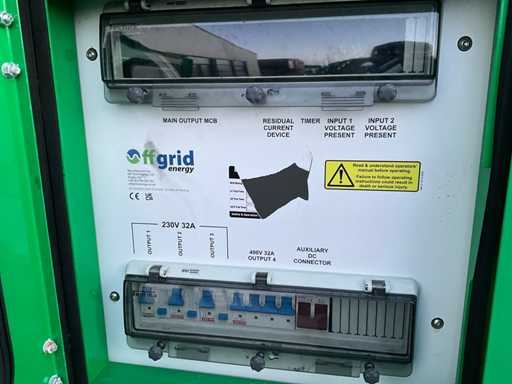 MAIN OUTPUT MCB
RESIDUAL
CURRENT
DEVICE
TIMER
INPUT 1
VOLTAGE
PRESENT
INPUT 2
VOLTAGE
PRESENT
offgrid
energy
Read & understand operators'
manual before operating
Failure to follow operating
instructions could result in
death or serious injury.
230V 32A
OUTPUT 1
OUTPUT 2
OUTPUT 3
400V 32A
OUTPUT 4
AUXILIARY
DC
CONNECTOR